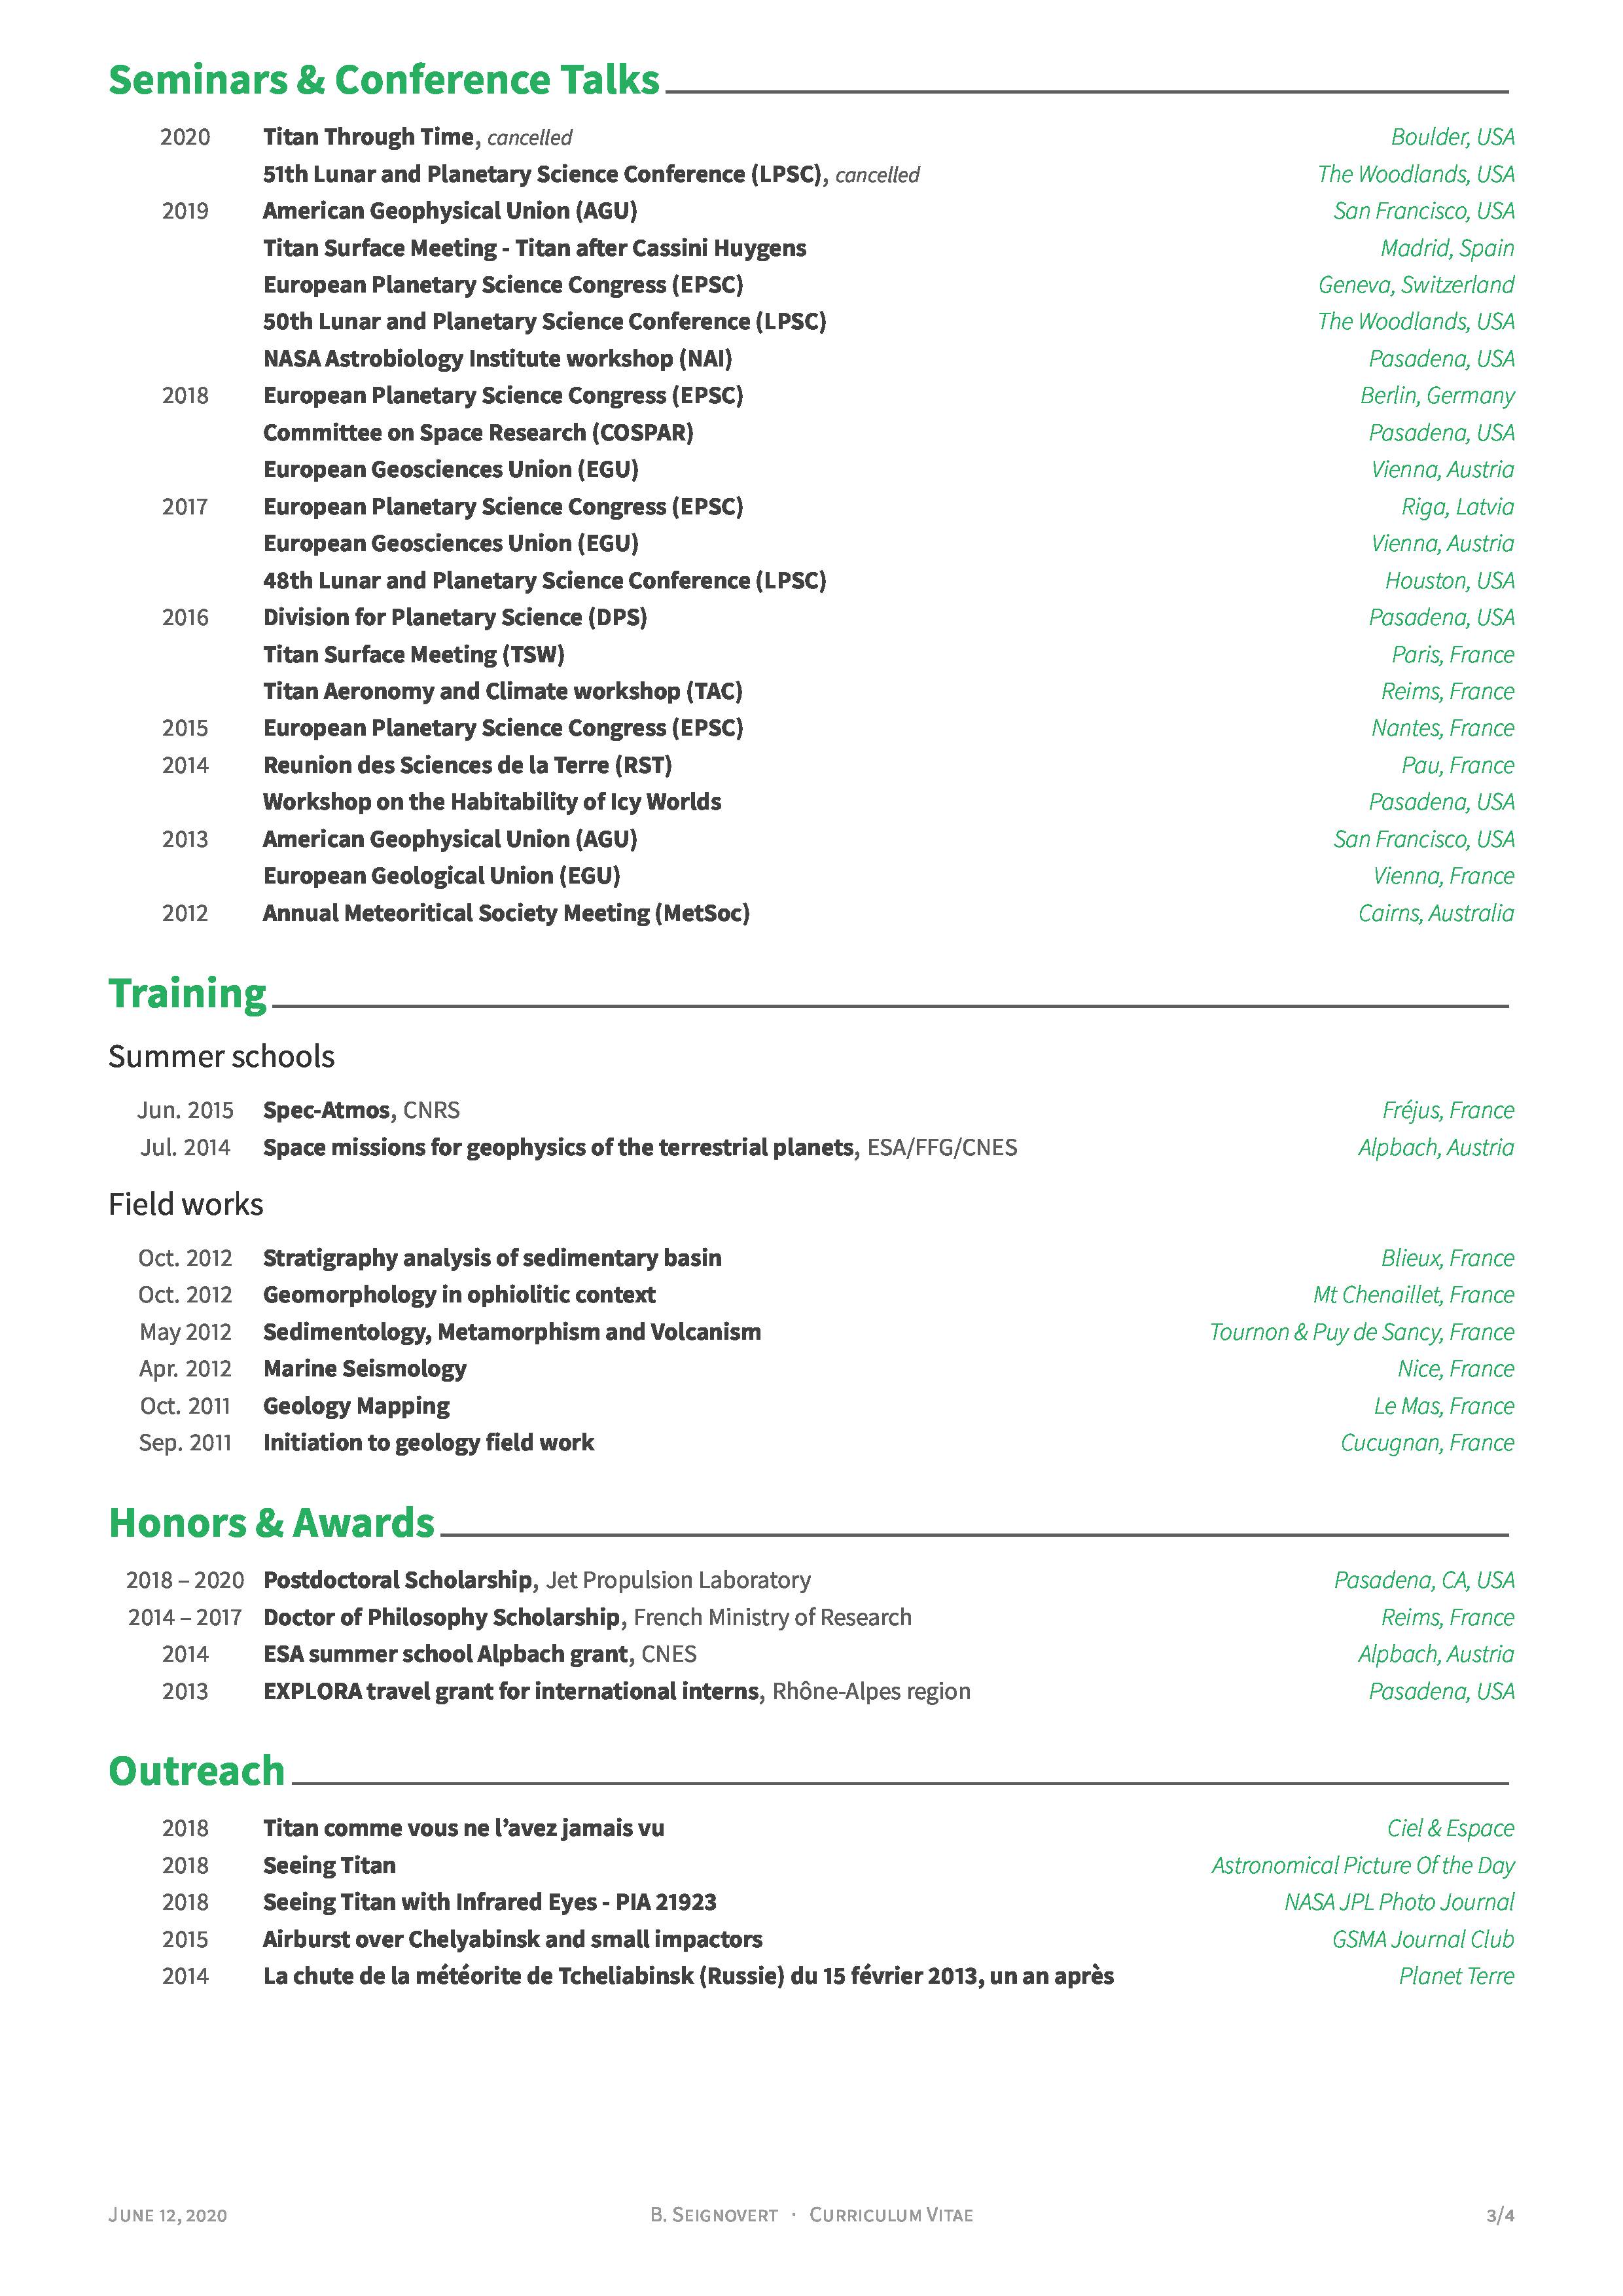 Seminars & Conference Talks
2020 Titan Through Time, cancelled Boulder, USA
51th Lunar and Planetary Science Conference (LPSC), cancelled The Woodlands, USA
2019 American Geophysical Union (AGU) San Francisco, USA
Titan Surface Meeting - Titan after Cassini Huygens Madrid, Spain
European Planetary Science Congress (EPSC) Geneva, Switzerland
50th Lunar and Planetary Science Conference (LPSC) The Woodlands, USA
NASA Astrobiology Institute workshop (NAI) Pasadena, USA
2018 European Planetary Science Congress (EPSC) Berlin, Germany
Committee on Space Research (COSPAR) Pasadena, USA
European Geosciences Union (EGU) Vienna, Austria
2017 European Planetary Science Congress (EPSC) Riga, Latvia
European Geosciences Union (EGU) Vienna, Austria
48th Lunar and Planetary Science Conference (LPSC) Houston, USA
2016 Division for Planetary Science (DPS) Pasadena, USA
Titan Surface Meeting (TSW) Paris, France
Titan Aeronomy and Climate workshop (TAC) Reims, France
2015 European Planetary Science Congress (EPSC) Nantes, France
2014 Reunion des Sciences de la Terre (RST) Pau, France
Workshop on the Habitability of Icy Worlds Pasadena, USA
2013 American Geophysical Union (AGU) San Francisco, USA
European Geological Union (EGU) Vienna, France
2012 Annual Meteoritical Society Meeting (MetSoc) Cairns, Australia
Training
Summer schools
Jun. 2015 Spec-Atmos, CNRS Fréjus, France
Jul. 2014 Space missions for geophysics of the terrestrial planets, ESA/FFG/CNES Alpbach, Austria
Field works
Oct. 2012 Stratigraphy analysis of sedimentary basin Blieux, France
Oct. 2012 Geomorphology in ophiolitic context Mt Chenaillet, France
May 2012 Sedimentology, Metamorphism and Volcanism Tournon & Puy de Sancy, France
Apr. 2012 Marine Seismology Nice, France
Oct. 2011 Geology Mapping Le Mas, France
Sep. 2011 Initiation to geology field work Cucugnan, France
Honors & Awards
2018 – 2020 Postdoctoral Scholarship, Jet Propulsion Laboratory Pasadena, CA, USA
2014 – 2017 Doctor of Philosophy Scholarship, French Ministry of Research Reims, France
2014 ESA summer school Alpbach grant, CNES Alpbach, Austria
2013 EXPLORA travel grant for international interns, Rhône-Alpes region Pasadena, USA
Outreach
2018 Titan comme vous ne l’avez jamais vu Ciel & Espace
2018 Seeing Titan Astronomical Picture Of the Day
2018 Seeing Titan with Infrared Eyes - PIA 21923 NASA JPL Photo Journal
2015 Airburst over Chelyabinsk and small impactors GSMA Journal Club
2014 La chute de la météorite de Tcheliabinsk (Russie) du 15 février 2013, un an après Planet Terre
June 12, 2020 B. Seignovert · Curriculum Vitae 3/4